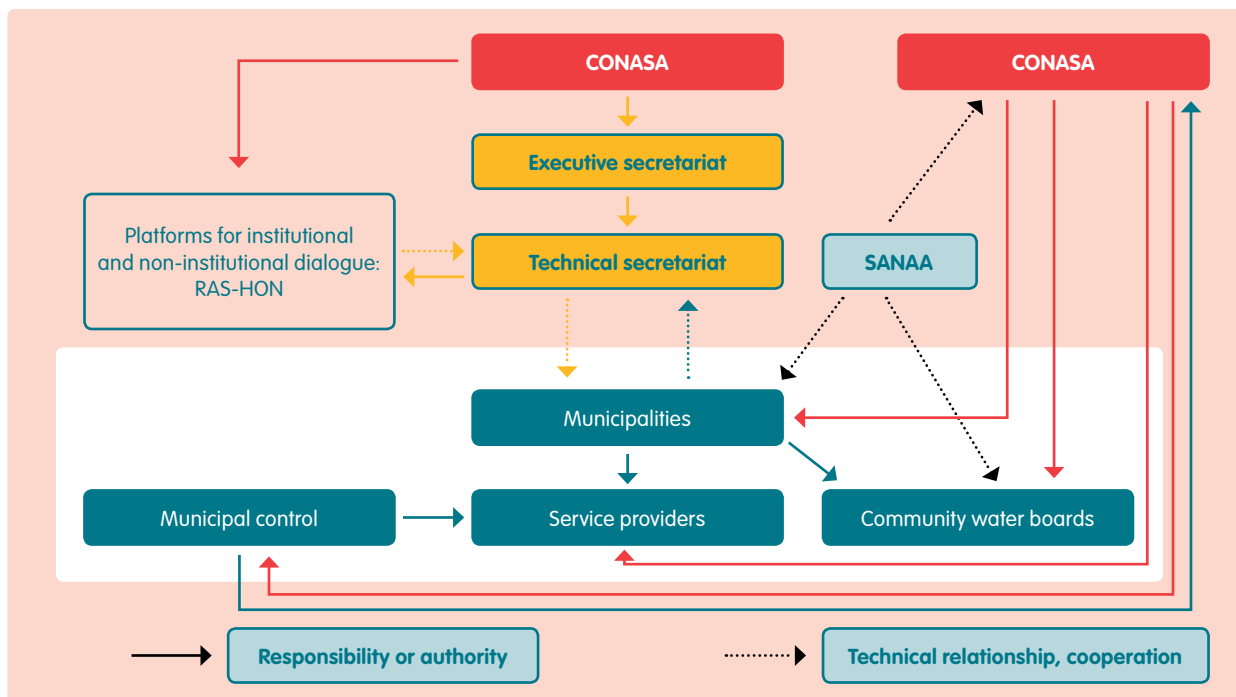 CONASA
CONASA
Executive secretariat
Platforms for institutional
and non-institutional dialogue:
RAS-HON
Technical secretariat
SANAA
Municipalities
Municipal control
Service providers
Community water boards
Responsibility or authority
Technical relationship, cooperation